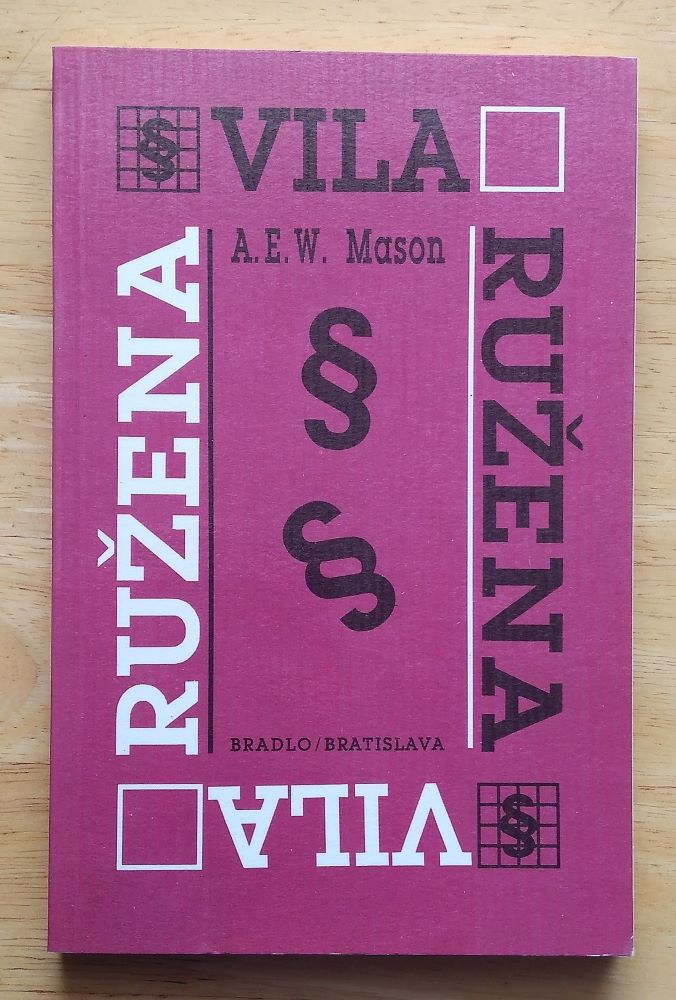 § VILA
A.E.W. Mason
RUŽENA
RUŽENA
§
§
BRADLO/BRATISLAVA
VILA §